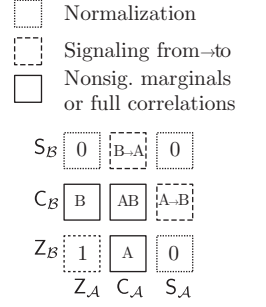 Normalization
Signaling from→to
Nonsig. marginals
or full correlations
S_B 0 B→A 0
C_B B AB A→B
Z_B 1 A 0
Z_A C_A S_A